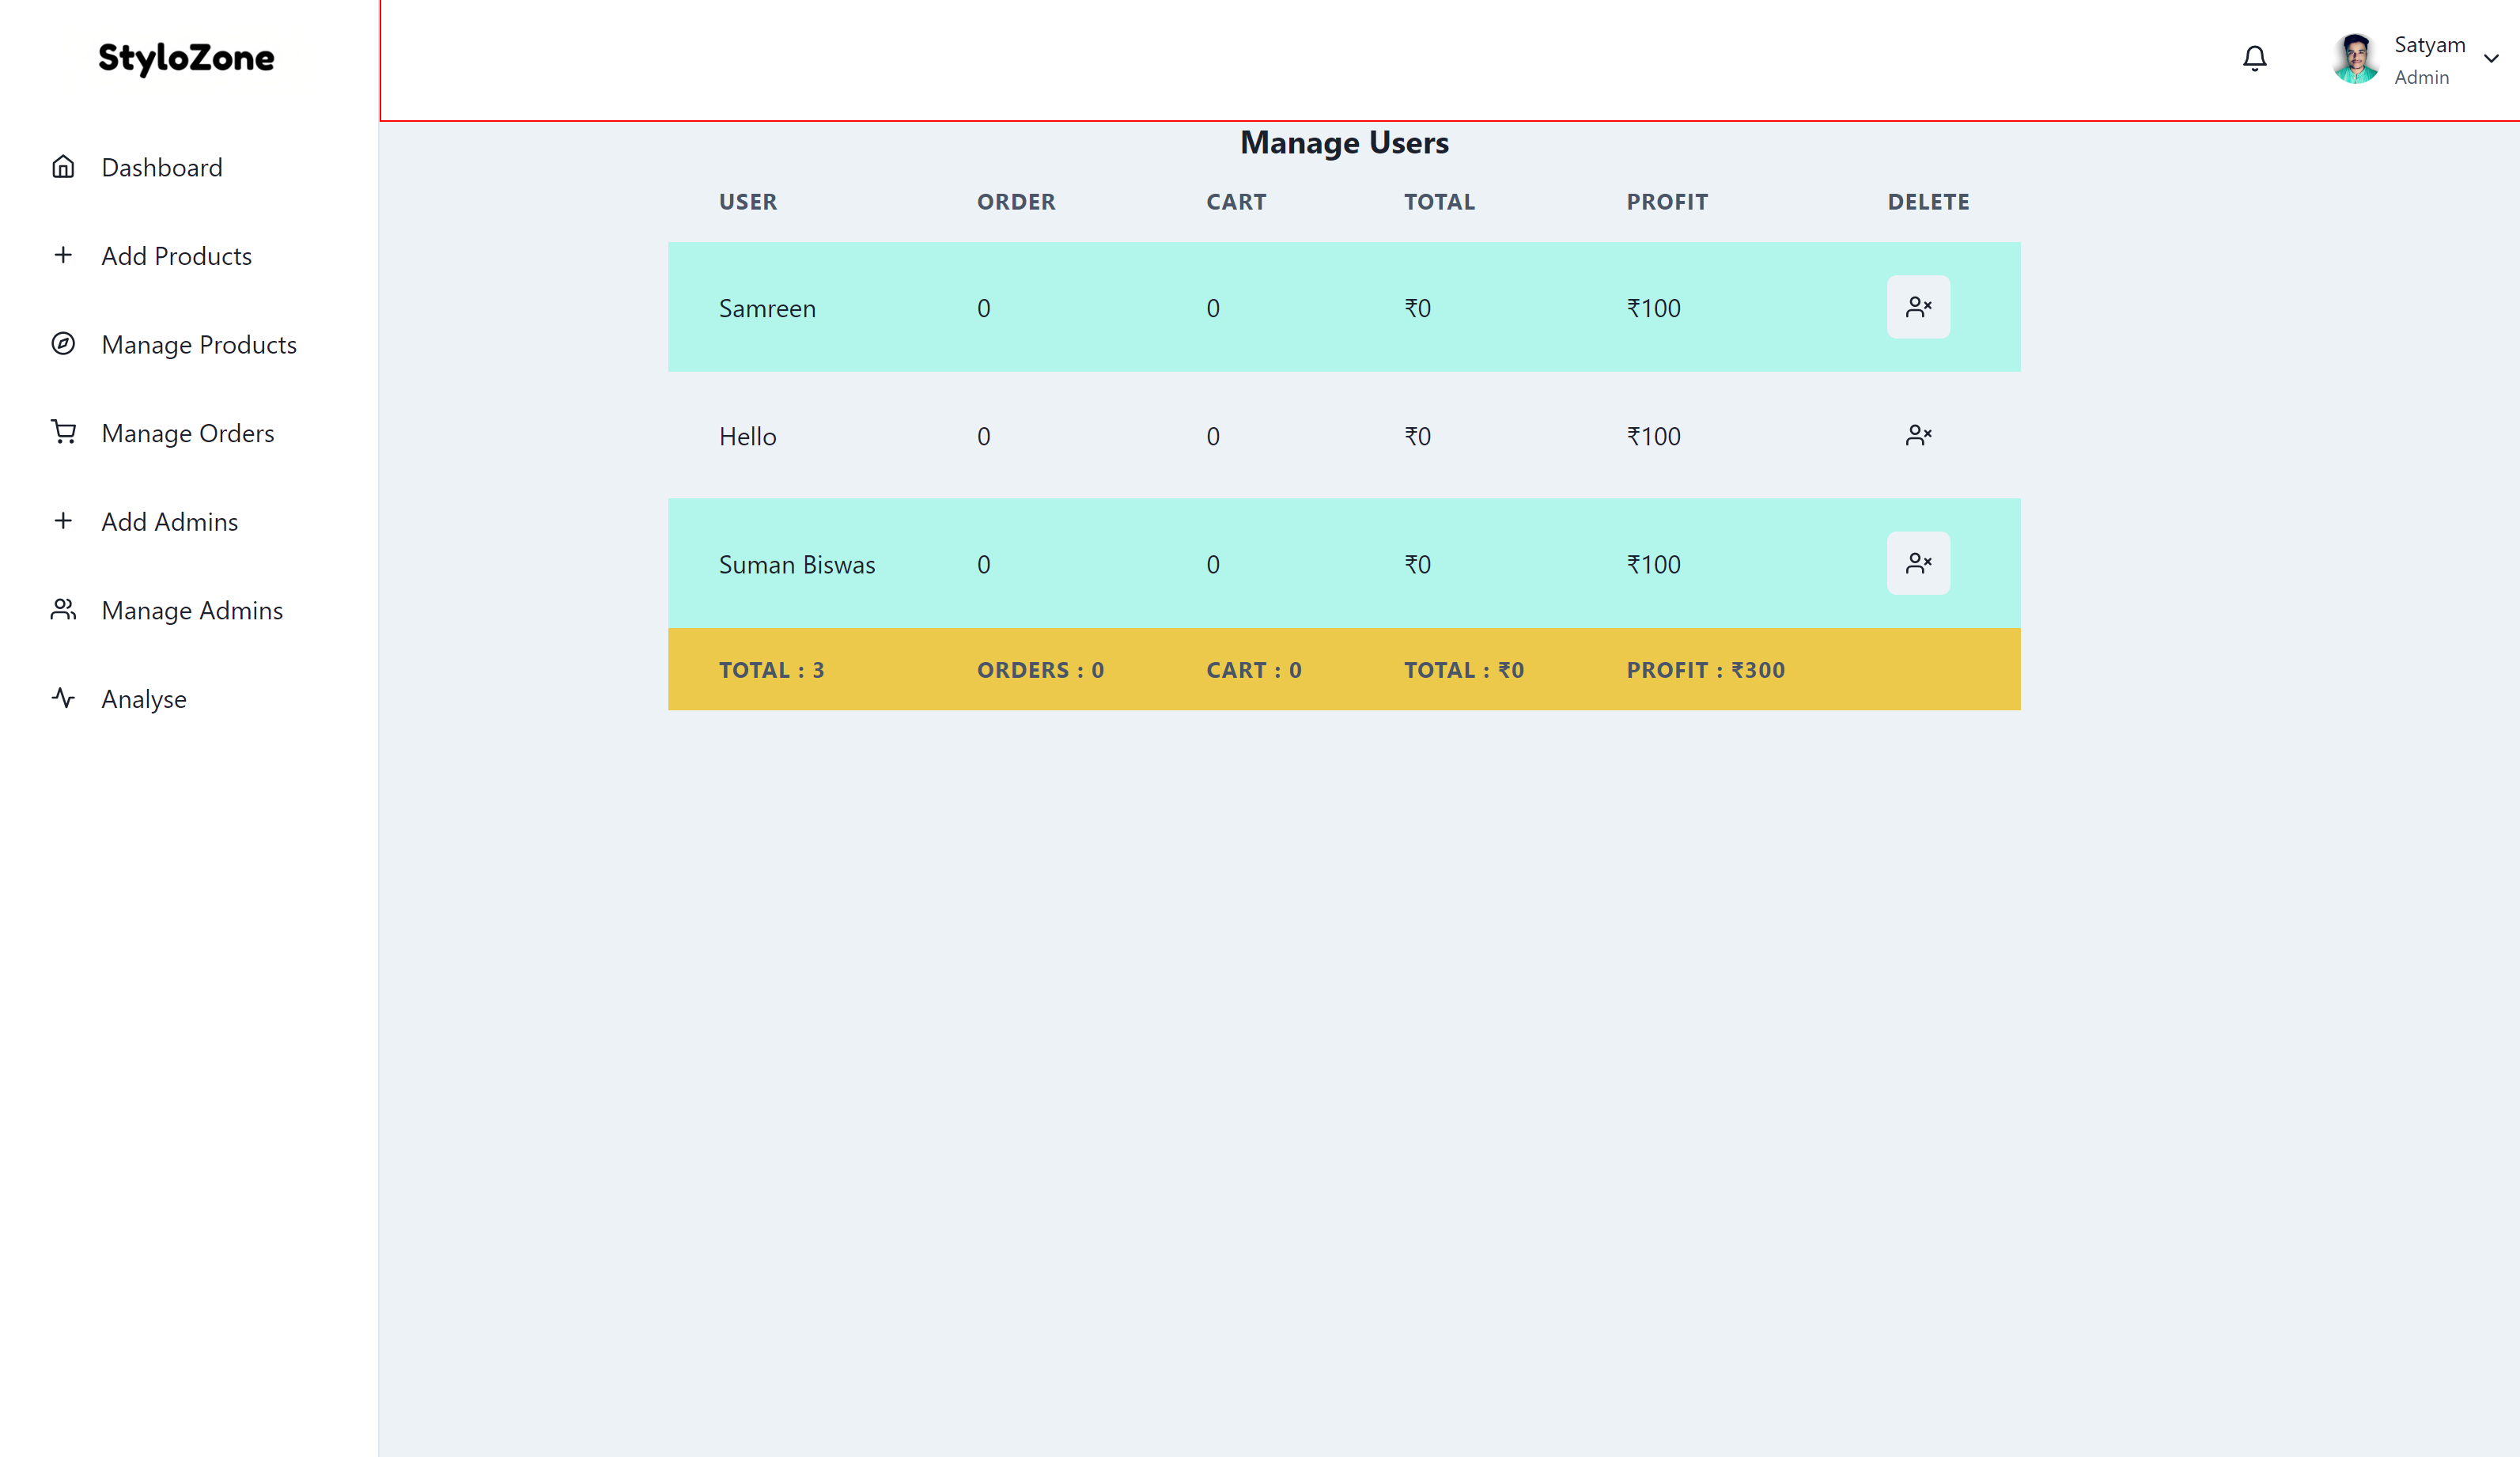 StyloZone
Satyam
Admin
Dashboard
Add Products
Manage Products
Manage Orders
Add Admins
Manage Admins
Analyse
Manage Users
USER ORDER CART TOTAL PROFIT DELETE
Samreen 0 0 ₹0 ₹100
Hello 0 0 ₹0 ₹100
Suman Biswas 0 0 ₹0 ₹100
TOTAL : 3 ORDERS : 0 CART : 0 TOTAL : ₹0 PROFIT : ₹300